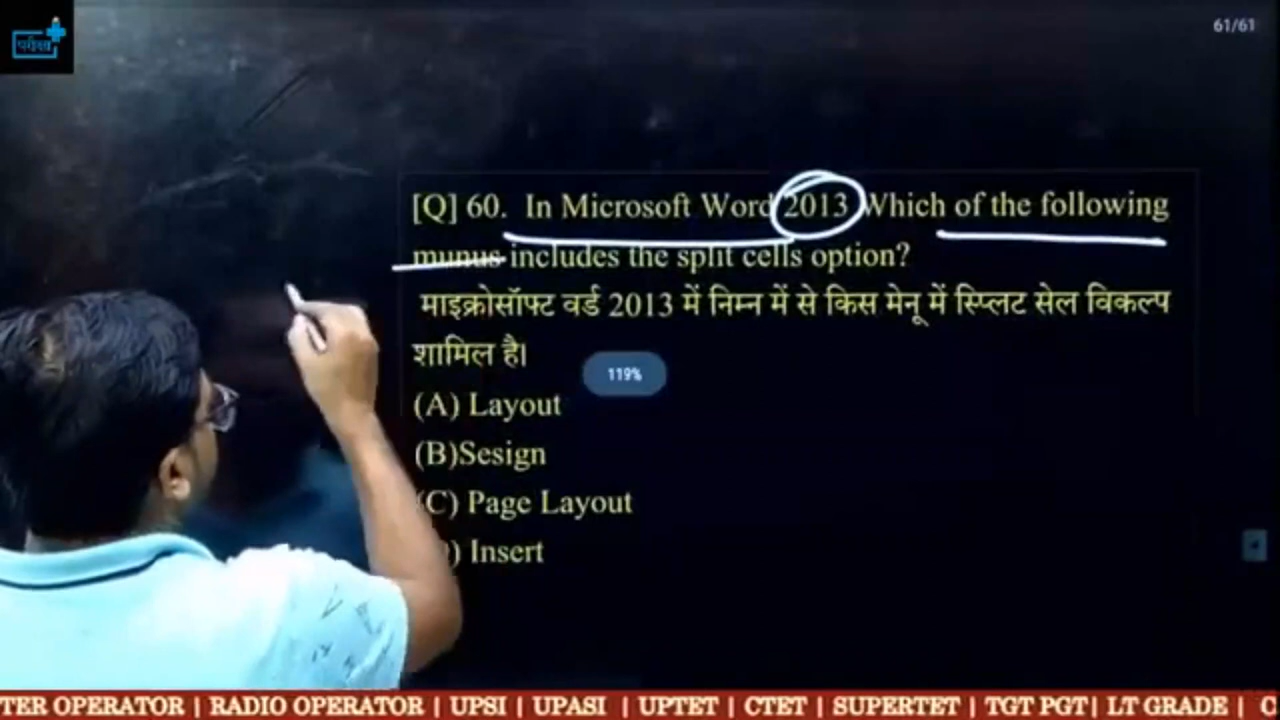 परीक्षा
61/61
[Q] 60. In Microsoft Word 2013 Which of the following
munus includes the split cells option?
माइक्रोसॉफ्ट वर्ड 2013 में निम्न में से किस मेनू में स्प्लिट सेल विकल्प
शामिल है।
119%
(A) Layout
(B)Sesign
(C) Page Layout
) Insert
TER OPERATOR | RADIO OPERATOR | UPSI | UPASI | UPTET | CTET | SUPERTET | TGT PGT| LT GRADE | C